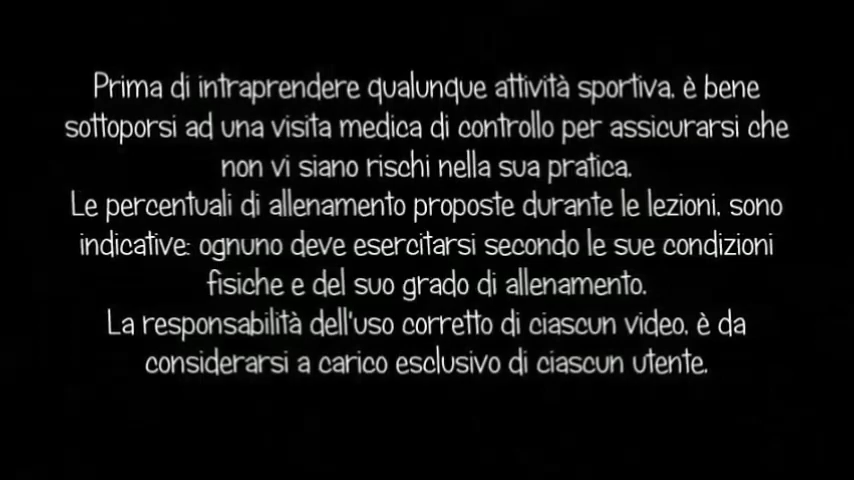 Prima di intraprendere qualunque attività sportiva, è bene
sottoporsi ad una visita medica di controllo per assicurarsi che
non vi siano rischi nella sua pratica.
Le percentuali di allenamento proposte durante le lezioni, sono
indicative: ognuno deve esercitarsi secondo le sue condizioni
fisiche e del suo grado di allenamento.
La responsabilità dell'uso corretto di ciascun video, è da
considerarsi a carico esclusivo di ciascun utente.